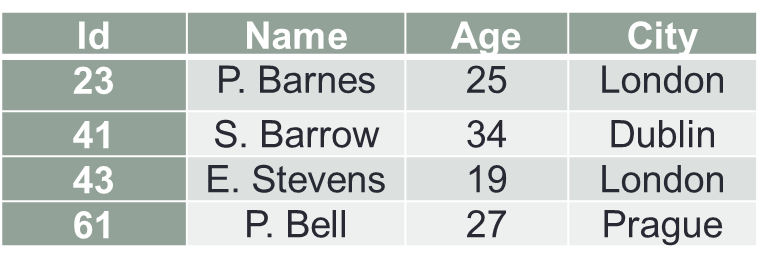 Id Name Age City
23 P. Barnes 25 London
41 S. Barrow 34 Dublin
43 E. Stevens 19 London
61 P. Bell 27 Prague